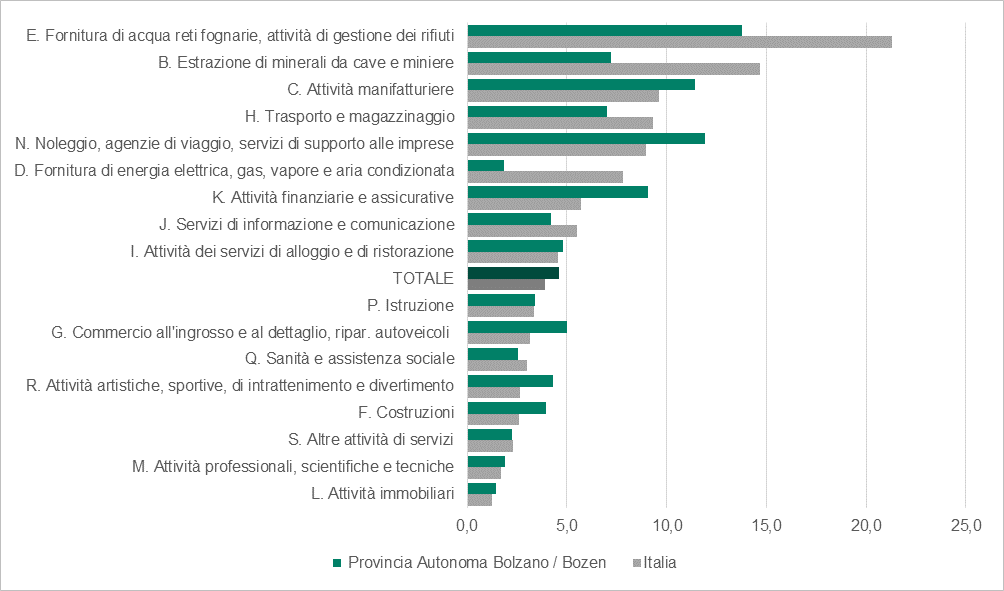 E. Fornitura di acqua reti fognarie, attività di gestione dei rifiuti
B. Estrazione di minerali da cave e miniere
C. Attività manifatturiere
H. Trasporto e magazzinaggio
N. Noleggio, agenzie di viaggio, servizi di supporto alle imprese
D. Fornitura di energia elettrica, gas, vapore e aria condizionata
K. Attività finanziarie e assicurative
J. Servizi di informazione e comunicazione
I. Attività dei servizi di alloggio e di ristorazione
TOTALE
P. Istruzione
G. Commercio all'ingrosso e al dettaglio, ripar. autoveicoli
Q. Sanità e assistenza sociale
R. Attività artistiche, sportive, di intrattenimento e divertimento
F. Costruzioni
S. Altre attività di servizi
M. Attività professionali, scientifiche e tecniche
L. Attività immobiliari
0,0 5,0 10,0 15,0 20,0 25,0
Provincia Autonoma Bolzano / Bozen Italia